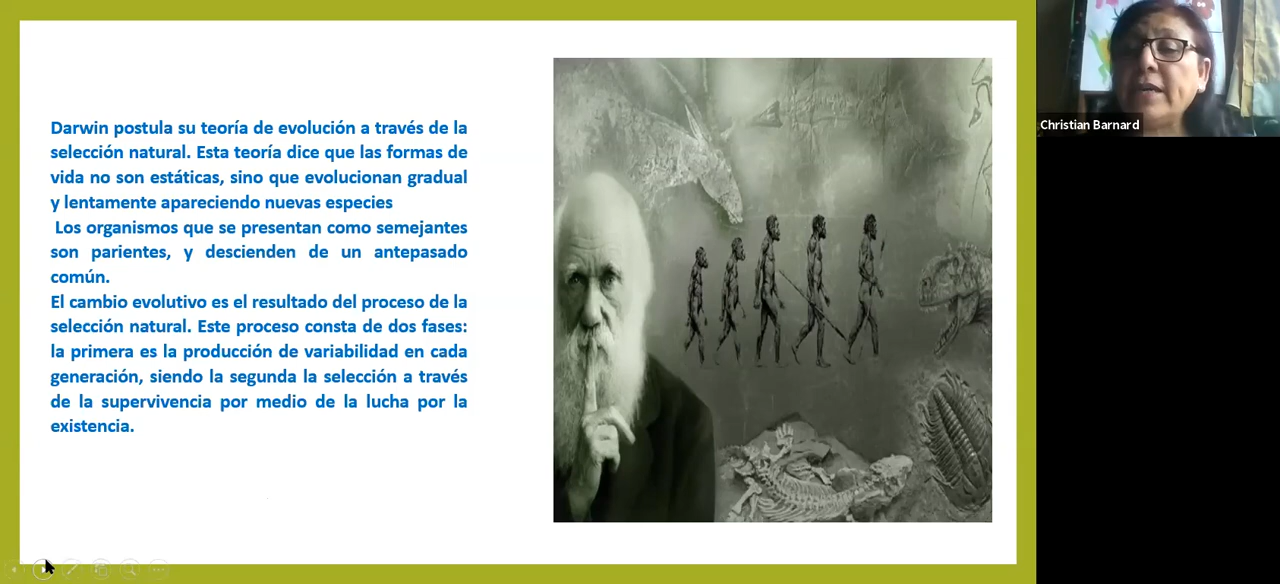 Darwin postula su teoría de evolución a través de la
selección natural. Esta teoría dice que las formas de
vida no son estáticas, sino que evolucionan gradual
y lentamente apareciendo nuevas especies
Los organismos que se presentan como semejantes
son parientes, y descienden de un antepasado
común.
El cambio evolutivo es el resultado del proceso de la
selección natural. Este proceso consta de dos fases:
la primera es la producción de variabilidad en cada
generación, siendo la segunda la selección a través
de la supervivencia por medio de la lucha por la
existencia.
Christian Barnard